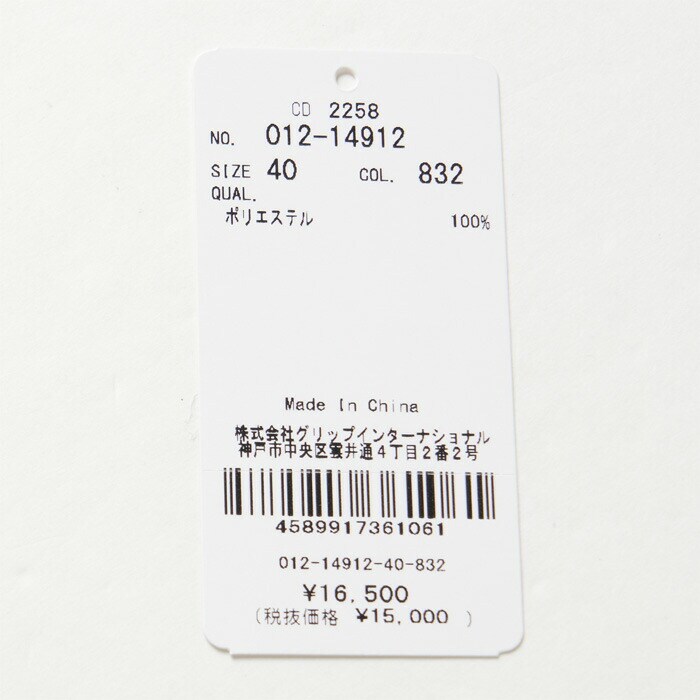 CD 2258
NO. 012-14912
SIZE 40 COL. 832
QUAL.
ポリエステル 100%
Made In China
株式会社グリップインターナショナル
神戸市中央区雲井通4丁目2番2号
4589917361061
012-14912-40-832
¥16,500
(税抜価格 ¥15,000 )